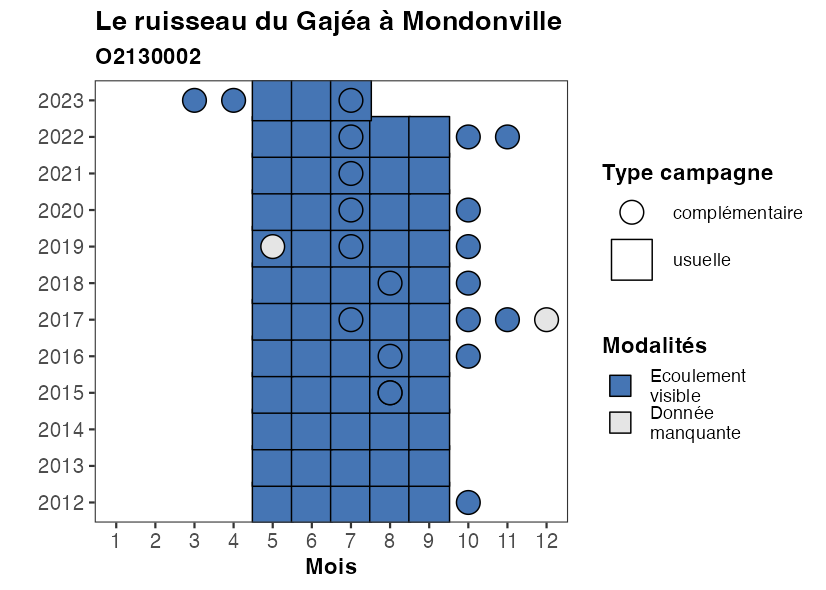 Le ruisseau du Gajéa à Mondonville
O2130002
2023
2022
2021
2020
2019
2018
2017
2016
2015
2014
2013
2012
1 2 3 4 5 6 7 8 9 10 11 12
Mois
Type campagne
complémentaire
usuelle
Modalités
Ecoulement
visible
Donnée
manquante